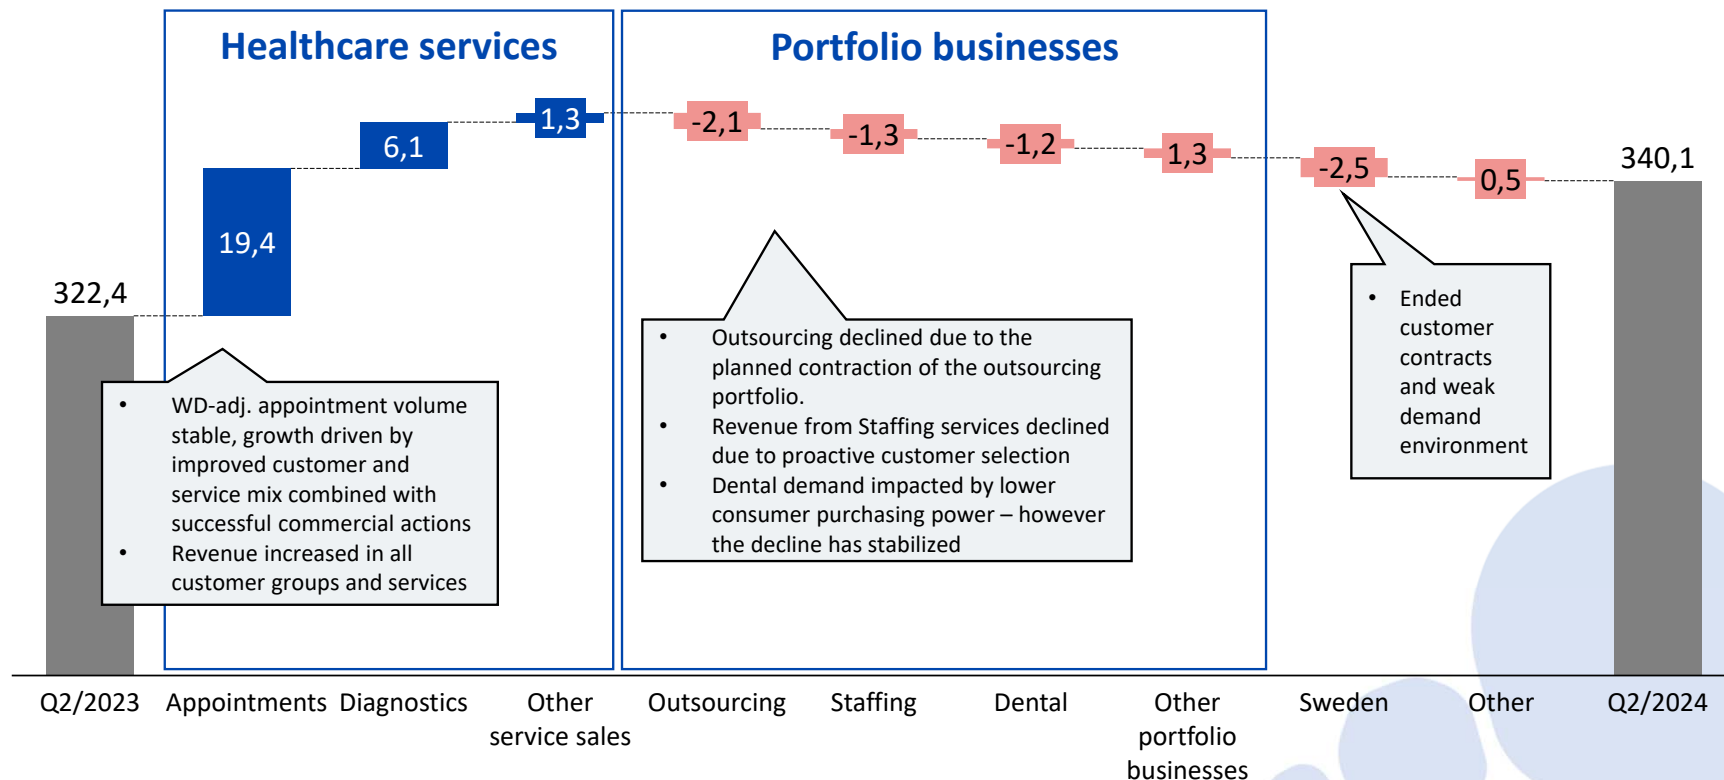 Healthcare services
Portfolio businesses
322,4
19,4
6,1
1,3
-2,1
-1,3
-1,2
1,3
-2,5
0,5
340,1
• WD-adj. appointment volume
stable, growth driven by
improved customer and
service mix combined with
successful commercial actions
• Revenue increased in all
customer groups and services
• Outsourcing declined due to the
planned contraction of the outsourcing
portfolio.
• Revenue from Staffing services declined
due to proactive customer selection
• Dental demand impacted by lower
consumer purchasing power – however
the decline has stabilized
• Ended
customer
contracts
and weak
demand
environment
Q2/2023
Appointments
Diagnostics
Other
service sales
Outsourcing
Staffing
Dental
Other
portfolio
businesses
Sweden
Other
Q2/2024